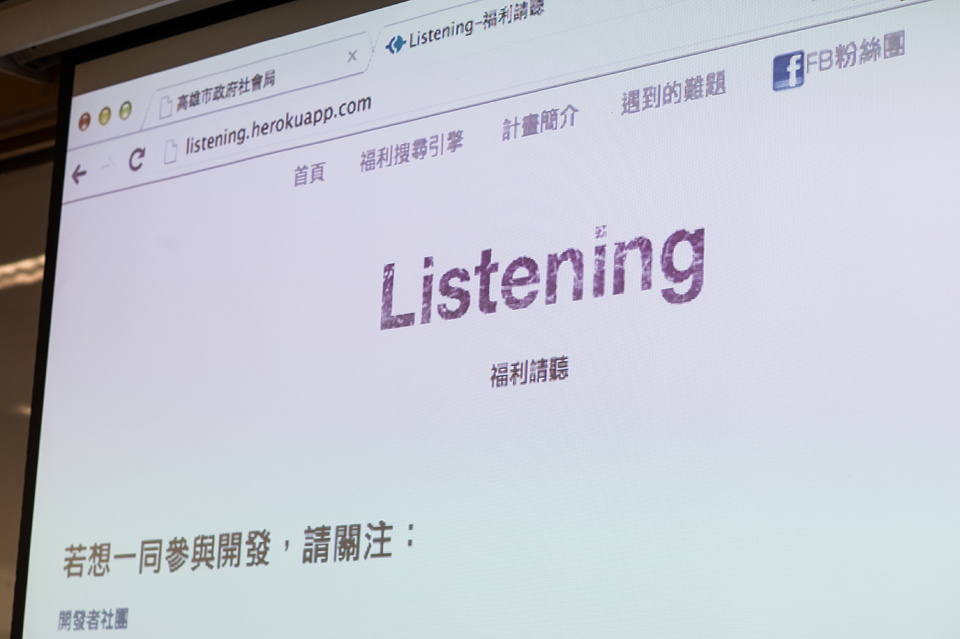 高雄市政府社會局
Listening-福利請聽
listening.herokuapp.com
首頁 福利搜尋引擎 計畫簡介 遇到的難題 FB粉絲團
Listening
福利請聽
若想一同參與開發，請關注：
開發者社團